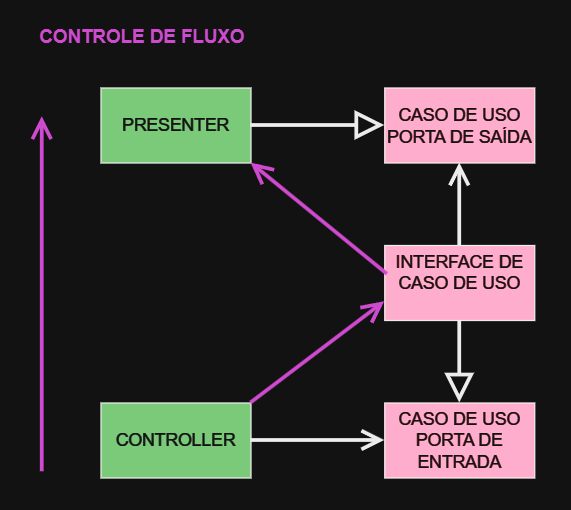 CONTROLE DE FLUXO
PRESENTER
CASO DE USO
PORTA DE SAÍDA
INTERFACE DE
CASO DE USO
CONTROLLER
CASO DE USO
PORTA DE
ENTRADA